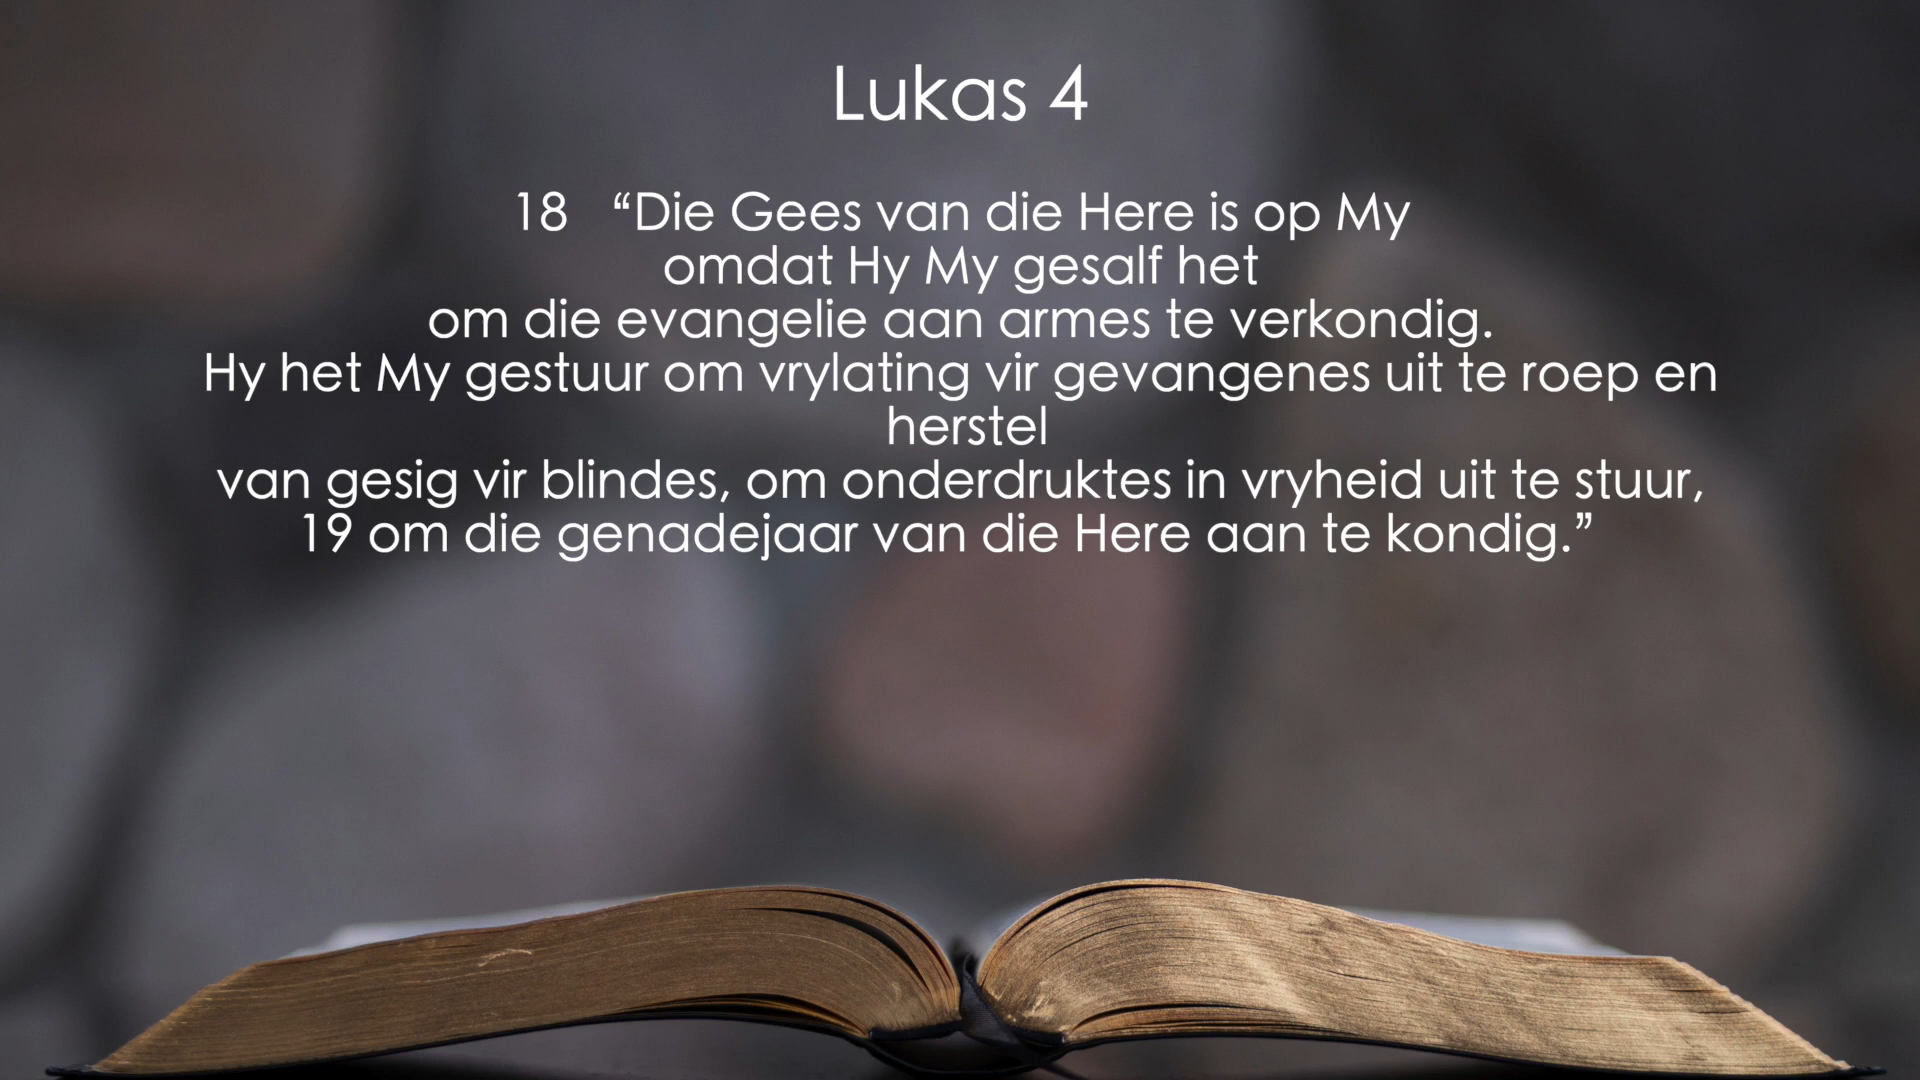 Lukas 4
18 “Die Gees van die Here is op My
omdat Hy My gesalf het
om die evangelie aan armes te verkondig.
Hy het My gestuur om vrylating vir gevangenes uit te roep en
herstel
van gesig vir blindes, om onderdruktes in vryheid uit te stuur,
19 om die genadejaar van die Here aan te kondig.”